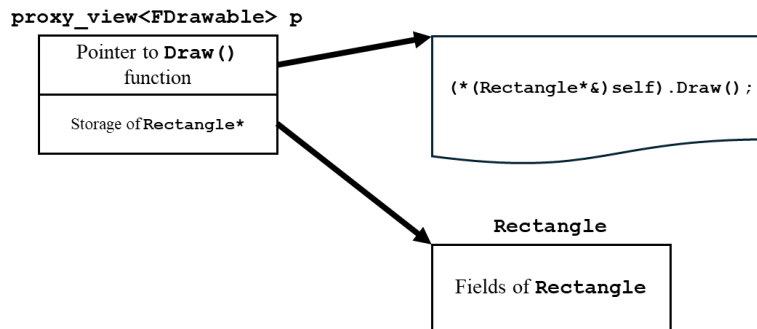 proxy_view<FDrawable> p
Pointer to Draw()
function
Storage of Rectangle*
(*(Rectangle*&)self).Draw();
Rectangle
Fields of Rectangle